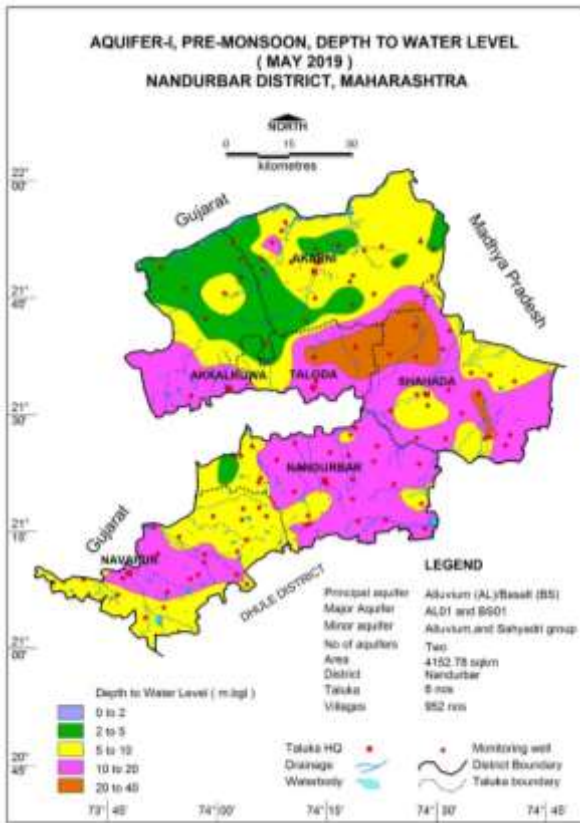 AQUIFER-I, PRE-MONSOON, DEPTH TO WATER LEVEL
( MAY 2019 )
NANDURBAR DISTRICT, MAHARASHTRA
NORTH
0 15 30
kilometres
22°
00'
Gujarat
Madhya Pradesh
AKRANI
21°
45'
AKKALKUWA
TALODA
SHAHADA
21°
30'
NANDURBAR
21°
15'
Gujarat
NAVAPUR
DHULE DISTRICT
21°
00'
LEGEND
Principal aquifer Alluvium (AL)/Basalt (BS)
Major Aquifer AL01 and BS01
Minor aquifer Alluvium,and Sahyadri group
No of aquifers Two
Area 4152.78 sqkm
District Nandurbar
Taluka 6 nos
Villages 952 nos
Depth to Water Level ( m.bgl )
0 to 2
2 to 5
5 to 10
10 to 20
20 to 40
Taluka HQ Monitoring well
Drainage District Boundary
Waterbody Taluka boundary
20°
45'
73° 45' 74° 00' 74° 15' 74° 30' 74° 45'